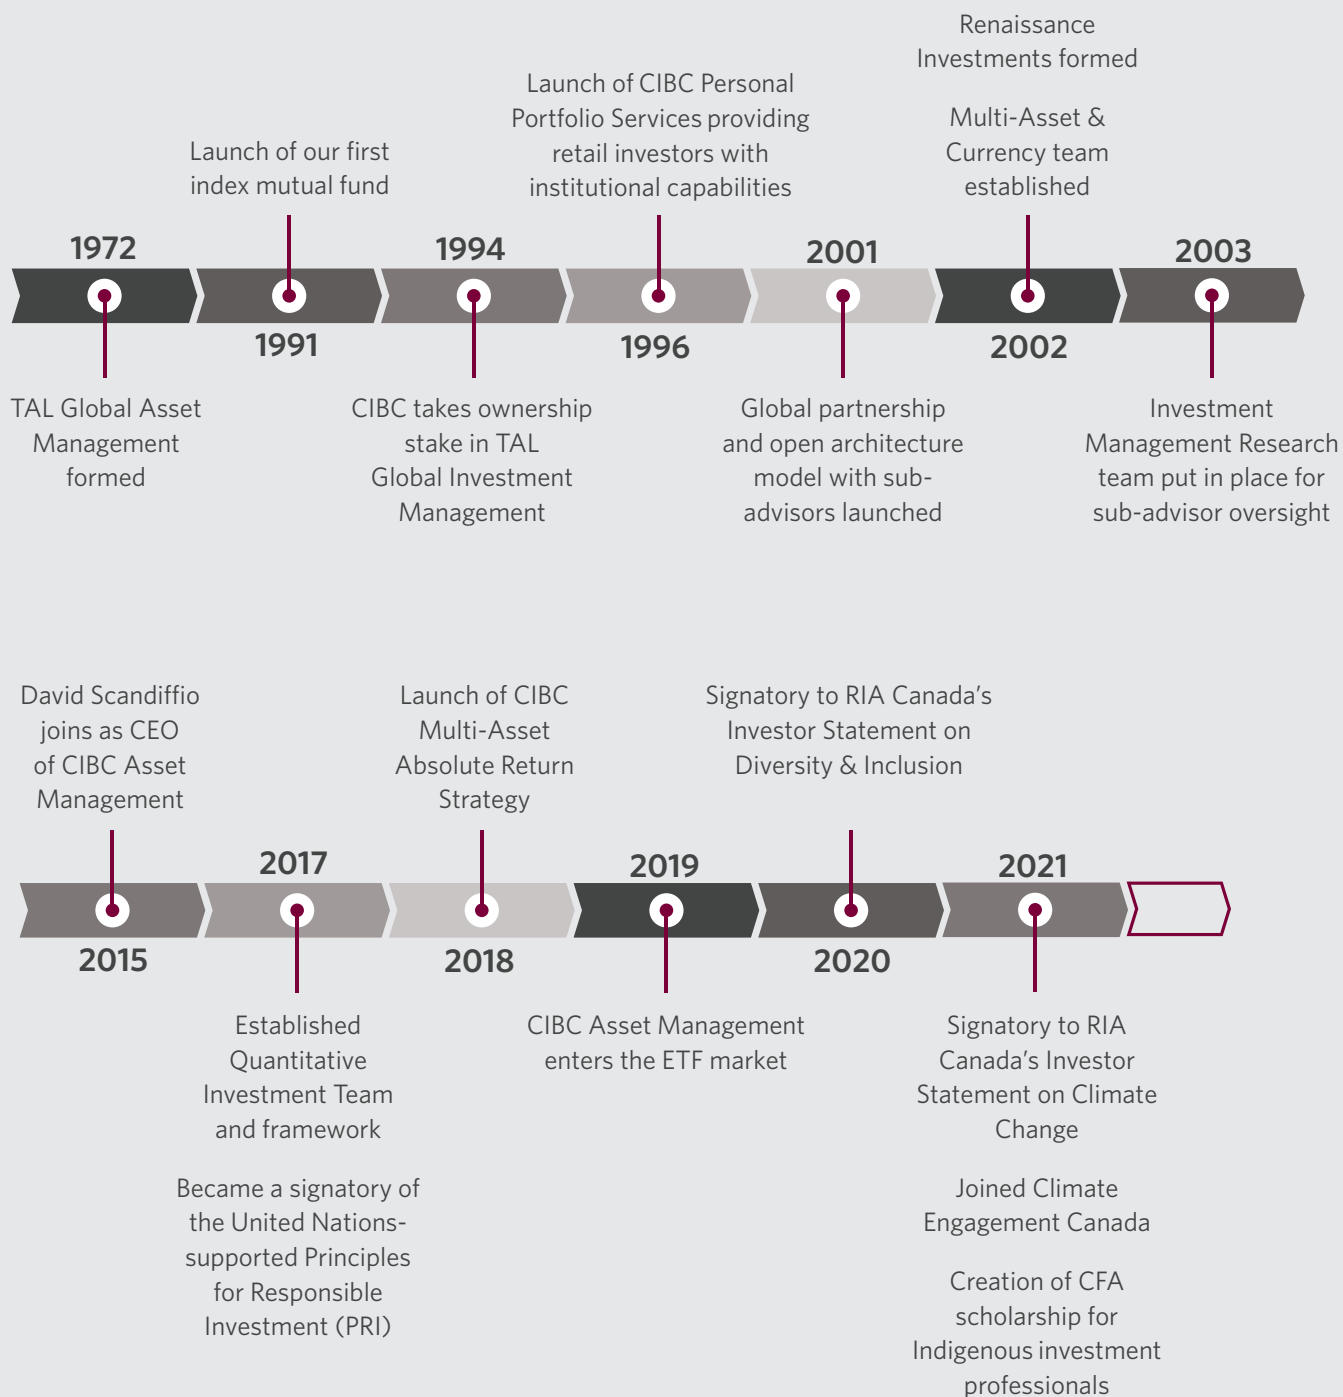 1972
TAL Global Asset
Management
formed
Launch of our first
index mutual fund
1991
1994
CIBC takes ownership
stake in TAL
Global Investment
Management
Launch of CIBC Personal
Portfolio Services providing
retail investors with
institutional capabilities
1996
2001
Global partnership
and open architecture
model with sub-
advisors launched
Renaissance
Investments formed
Multi-Asset &
Currency team
established
2002
2003
Investment
Management Research
team put in place for
sub-advisor oversight
David Scandiffio
joins as CEO
of CIBC Asset
Management
2015
2017
Established
Quantitative
Investment Team
and framework
Became a signatory of
the United Nations-
supported Principles
for Responsible
Investment (PRI)
Launch of CIBC
Multi-Asset
Absolute Return
Strategy
2018
2019
CIBC Asset Management
enters the ETF market
Signatory to RIA Canada’s
Investor Statement on
Diversity & Inclusion
2020
2021
Signatory to RIA
Canada’s Investor
Statement on Climate
Change
Joined Climate
Engagement Canada
Creation of CFA
scholarship for
Indigenous investment
professionals